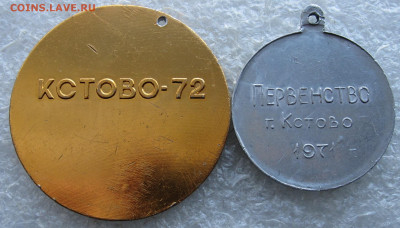 COINS.LAVE.RU
КСТОВО-72
ПЕРВЕНСТВО
г. Кстово
1971